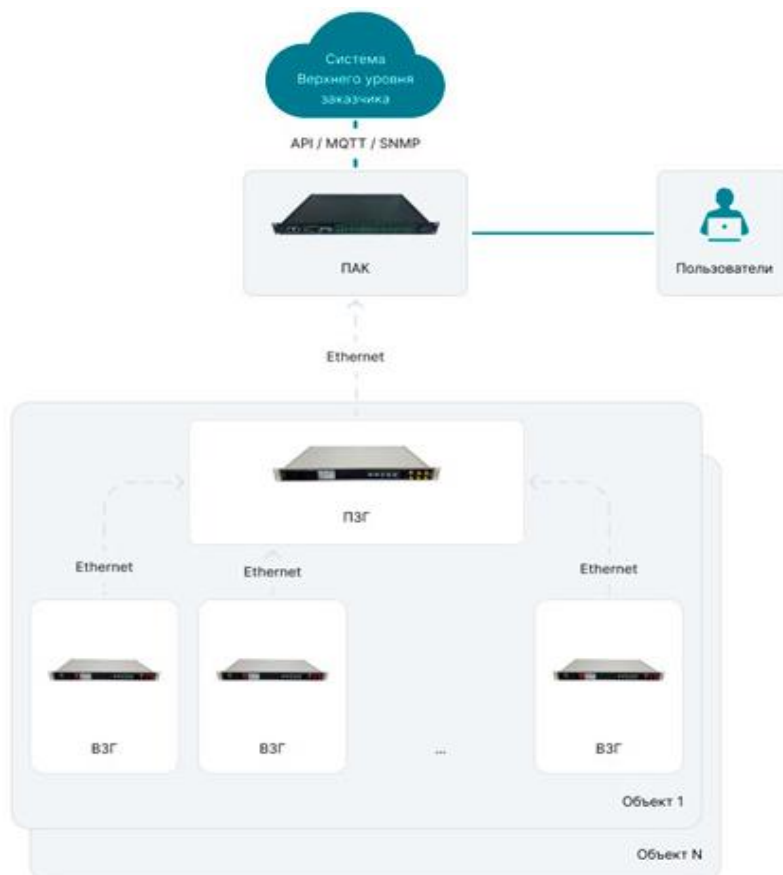 Система
Верхнего уровня
заказчика
API / MQTT / SNMP
ПАК
Пользователи
Ethernet
ПЗГ
Ethernet
Ethernet
Ethernet
ВЗГ
ВЗГ
...
ВЗГ
Объект 1
Объект N